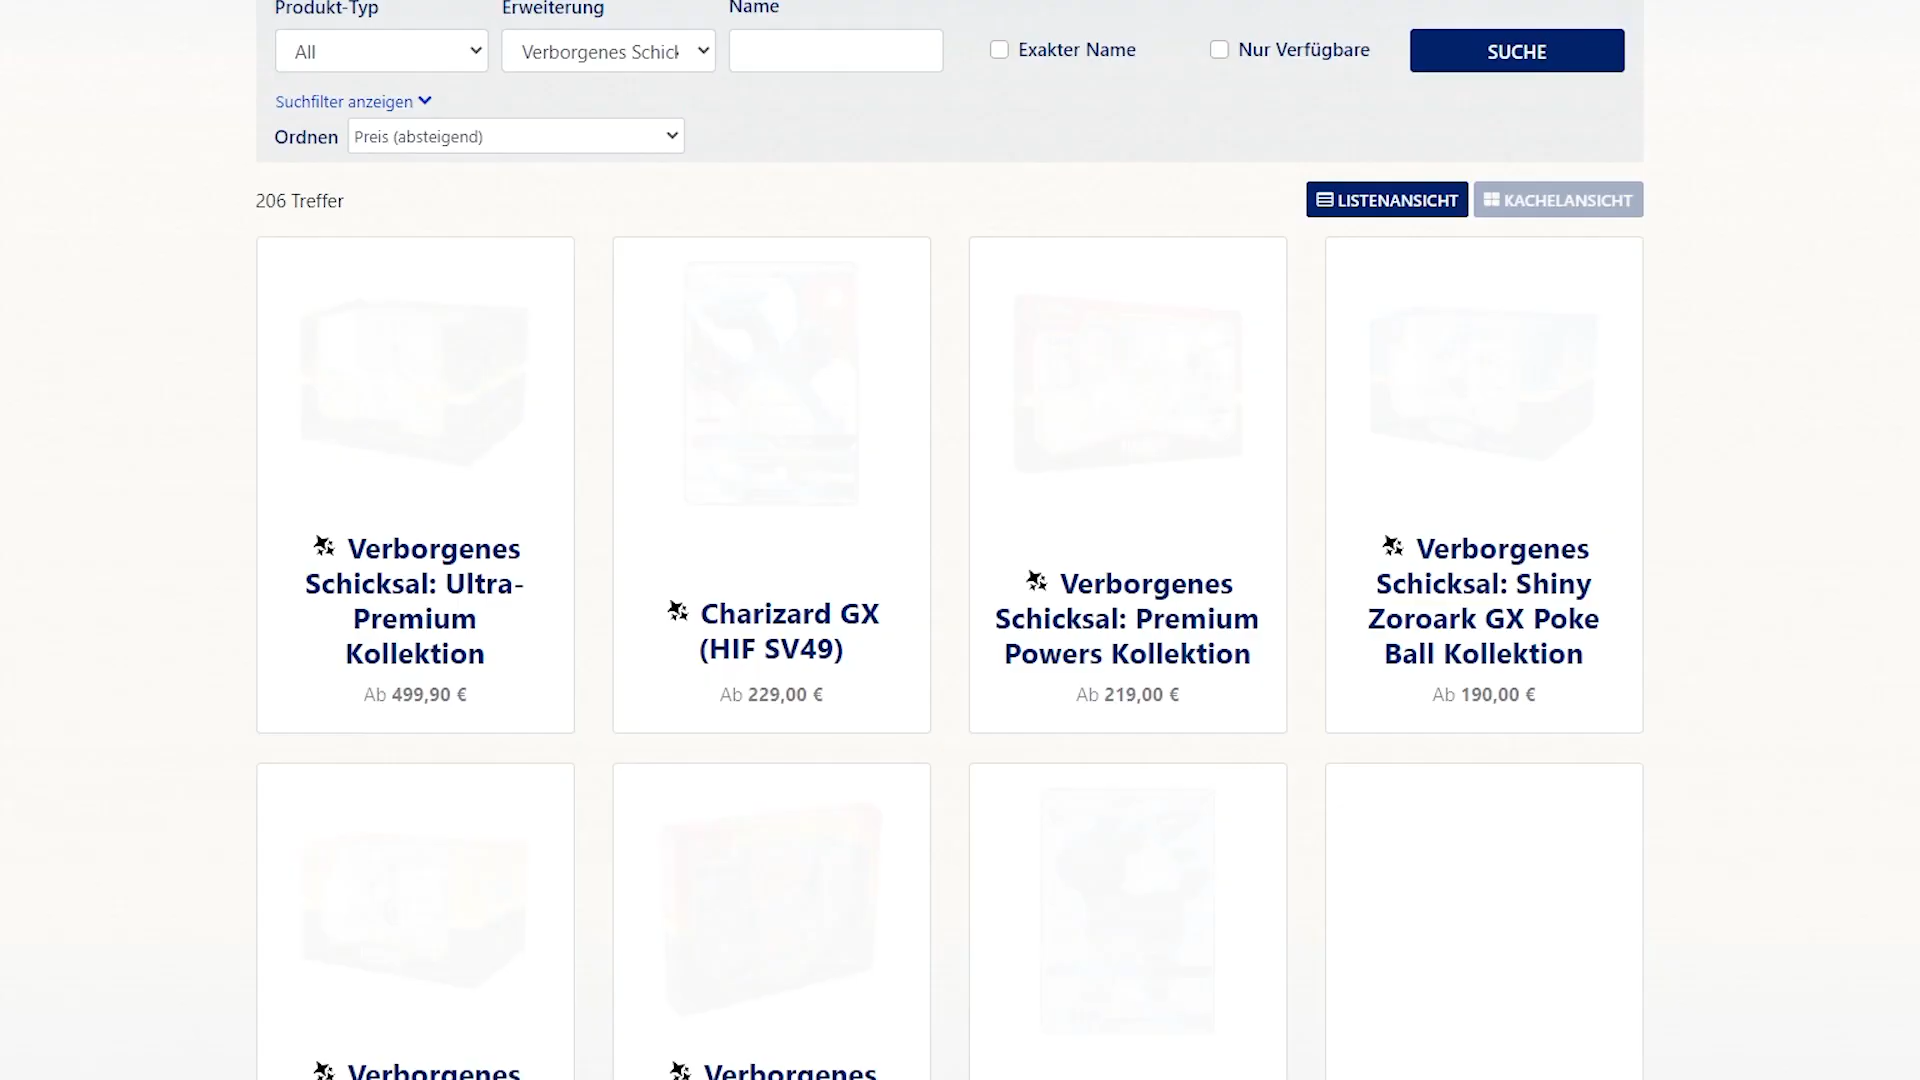 Produkt-Typ
Erweiterung
Name
All
Verborgenes Schick
Exakter Name
Nur Verfügbare
SUCHE
Suchfilter anzeigen
Ordnen
Preis (absteigend)
206 Treffer
LISTENANSICHT
KACHELANSICHT
Verborgenes
Schicksal: Ultra-
Premium
Kollektion
Ab 499,90 €
Charizard GX
(HIF SV49)
Ab 229,00 €
Verborgenes
Schicksal: Premium
Powers Kollektion
Ab 219,00 €
Verborgenes
Schicksal: Shiny
Zoroark GX Poke
Ball Kollektion
Ab 190,00 €
Verborgenes
Verborgenes